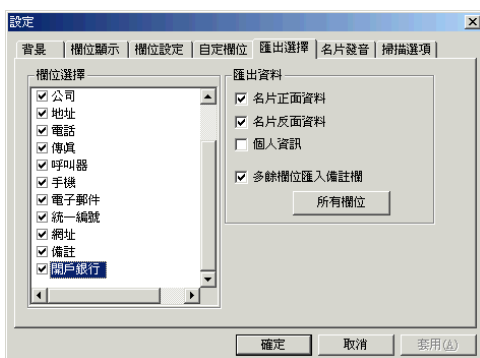 設定
背景 欄位顯示 欄位設定 自定欄位 匯出選擇 名片發音 掃描選項
欄位選擇
公司
地址
電話
傳真
呼叫器
手機
電子郵件
統一編號
網址
備註
開戶銀行
匯出資料
名片正面資料
名片反面資料
個人資訊
多餘欄位匯入備註欄
所有欄位
確定 取消 套用(A)